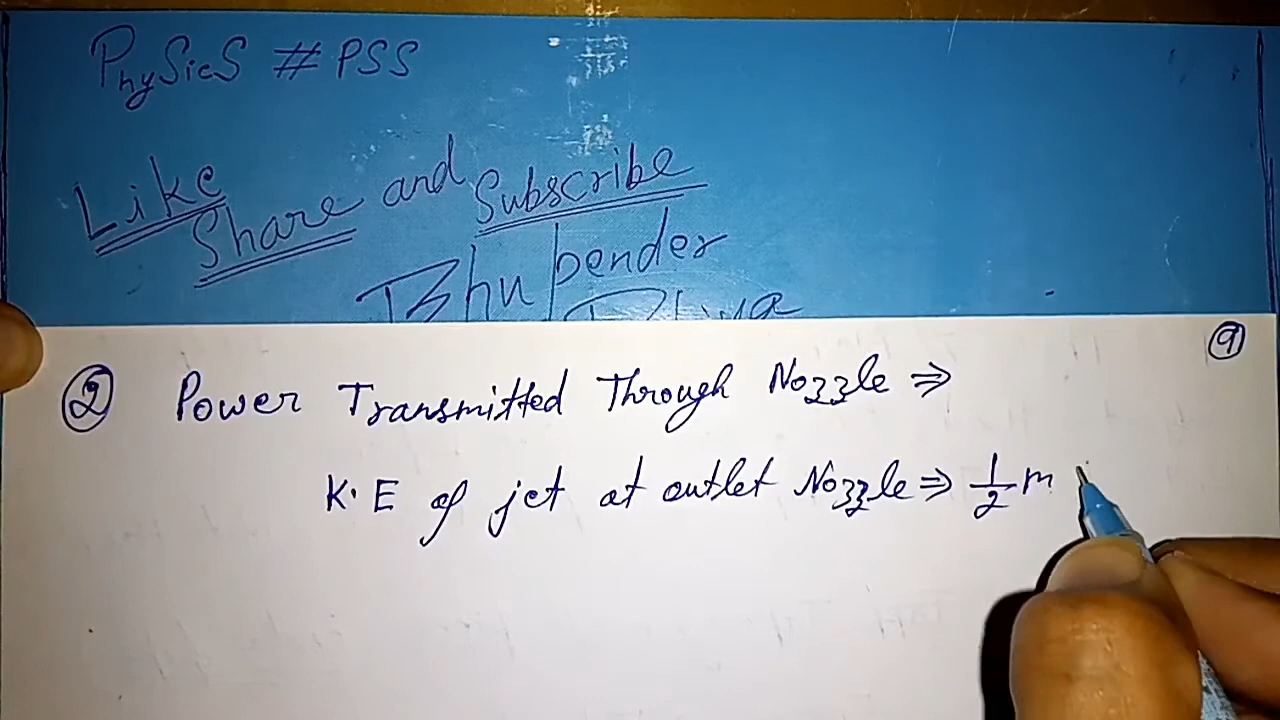 PhySicS # PSS
Like Share and Subscribe
Bhupender
9
2 Power Transmitted Through Nozzle ⇒
K.E of jet at outlet Nozzle ⇒ 1/2 m